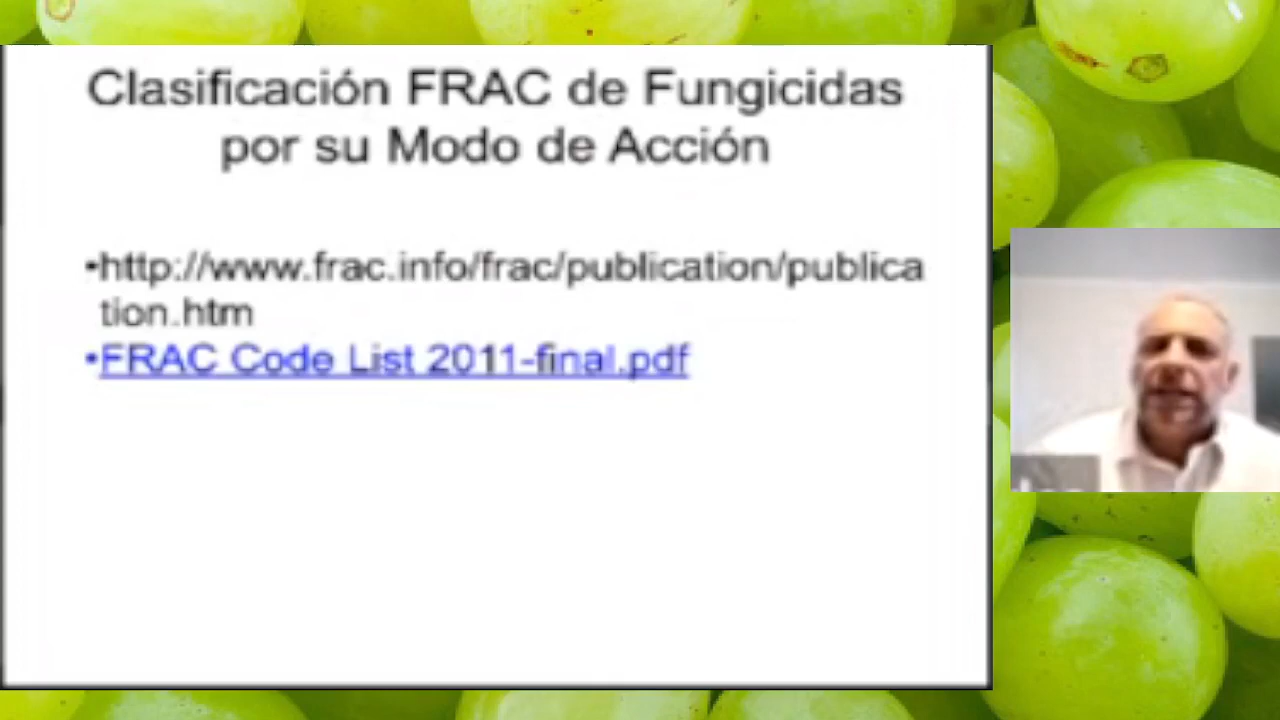 Clasificación FRAC de Fungicidas
por su Modo de Acción
•http://www.frac.info/frac/publication/publica
tion.htm
•FRAC Code List 2011-final.pdf